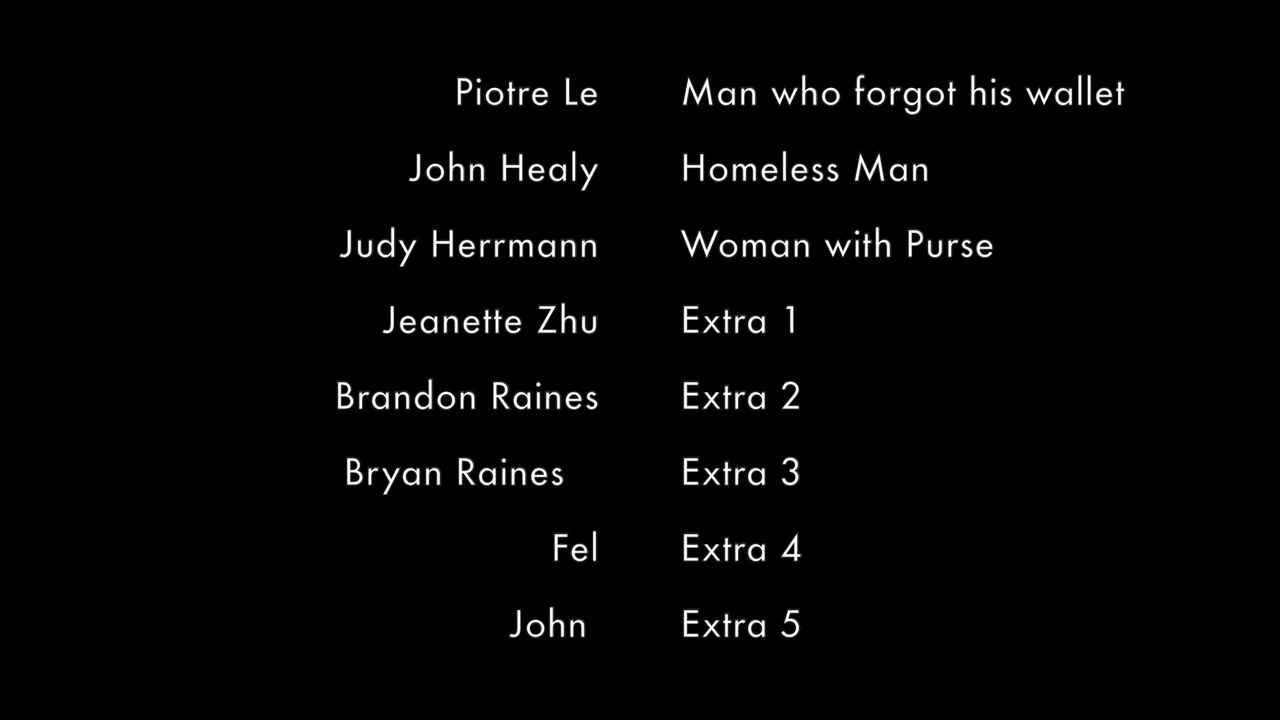 Piotre Le Man who forgot his wallet
John Healy Homeless Man
Judy Herrmann Woman with Purse
Jeanette Zhu Extra 1
Brandon Raines Extra 2
Bryan Raines Extra 3
Fel Extra 4
John Extra 5